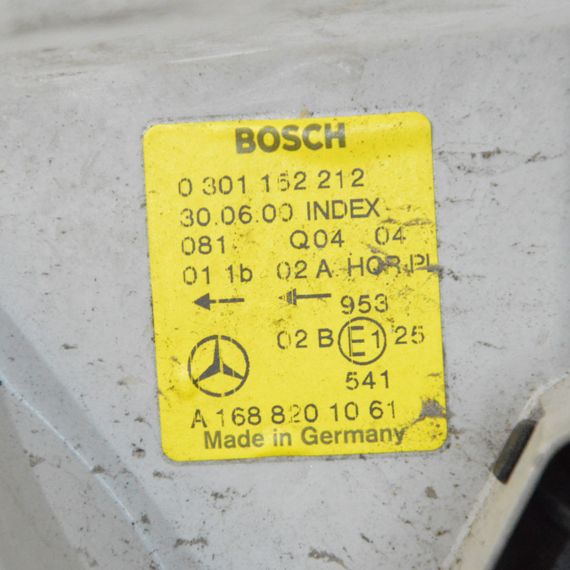 BOSCH
0 301 152 212
30.06.00 INDEX
081 Q04 04
01 1b 02 A HCR PL
953
02 B E1 25
541
A 168 820 10 61
Made in Germany